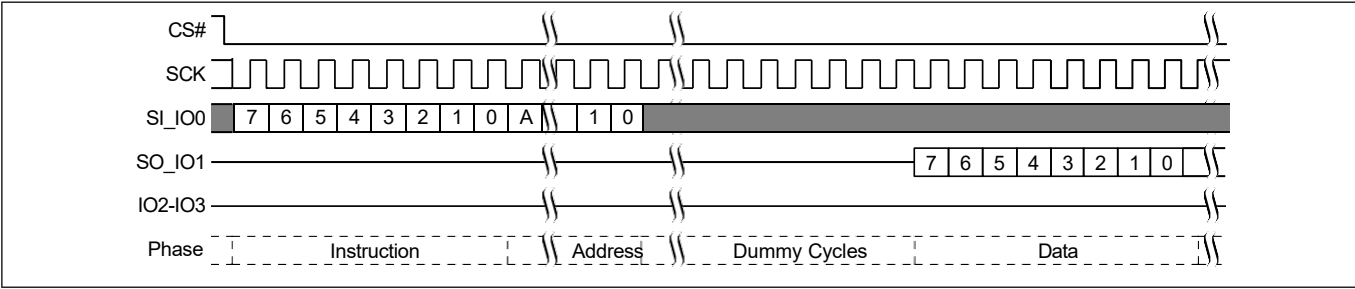 CS#
SCK
SI_IO0 7 6 5 4 3 2 1 0 A 1 0
SO_IO1 7 6 5 4 3 2 1 0
IO2-IO3
Phase Instruction Address Dummy Cycles Data